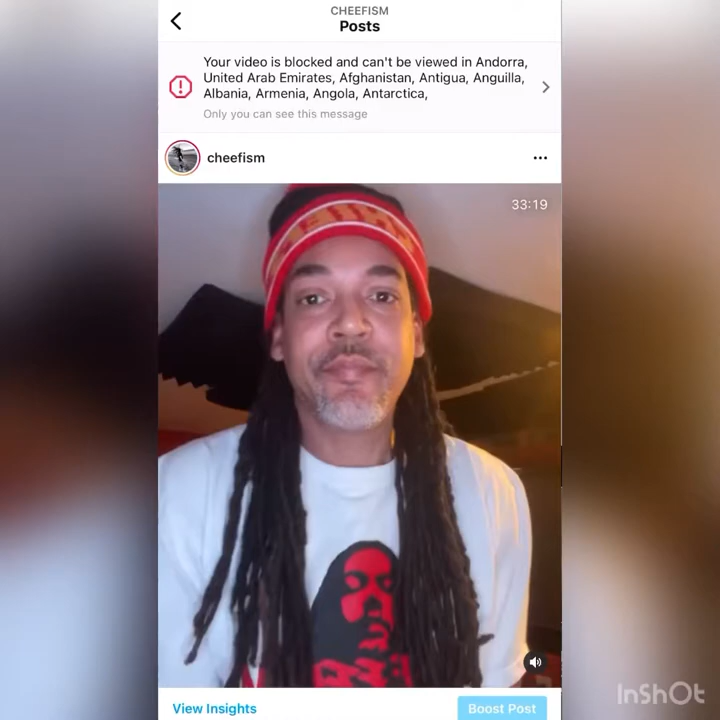 CHEEFISM
Posts
Your video is blocked and can't be viewed in Andorra,
United Arab Emirates, Afghanistan, Antigua, Anguilla,
Albania, Armenia, Angola, Antarctica,
Only you can see this message
cheefism
33:19
View Insights
Boost Post
InShOt